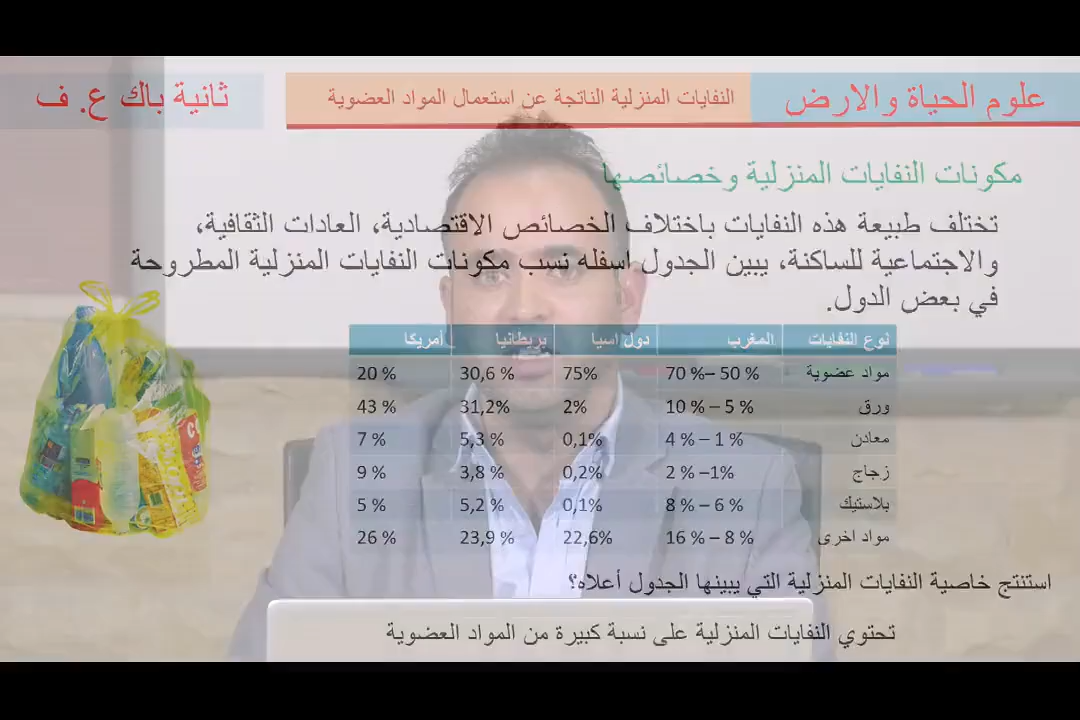 علوم الحياة والارض
النفايات المنزلية الناتجة عن استعمال المواد العضوية
ثانية باك ع. ف
مكونات النفايات المنزلية وخصائصها
تختلف طبيعة هذه النفايات باختلاف الخصائص الاقتصادية، العادات الثقافية،
والاجتماعية للساكنة، يبين الجدول اسفله نسب مكونات النفايات المنزلية المطروحة
في بعض الدول.
نوع النفايات المغرب دول اسيا بريطانيا أمريكا
مواد عضوية 70 %– 50 % 75% 30,6 % 20 %
ورق 10 % – 5 % 2% 31,2% 43 %
معادن 4 % – 1 % 0,1% 5,3 % 7 %
زجاج 2 % –1% 0,2% 3,8 % 9 %
بلاستيك 8 % – 6 % 0,1% 5,2 % 5 %
مواد اخرى 16 % – 8 % 22,6% 23,9 % 26 %
استنتج خاصية النفايات المنزلية التي يبينها الجدول أعلاه؟
تحتوي النفايات المنزلية على نسبة كبيرة من المواد العضوية